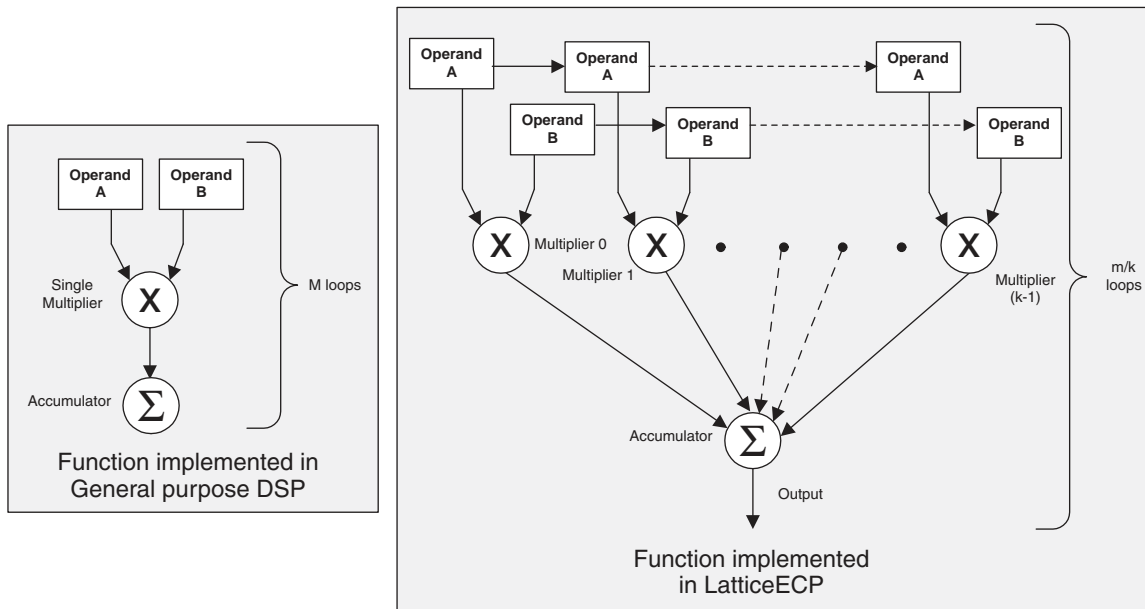 Operand
A
Operand
B
Single
Multiplier
X
M loops
Accumulator
Σ
Function implemented in
General purpose DSP
Operand
A
Operand
A
Operand
A
Operand
B
Operand
B
Operand
B
X
Multiplier 0
X
Multiplier 1
X
Multiplier
(k-1)
m/k
loops
Accumulator
Σ
Output
Function implemented
in LatticeECP